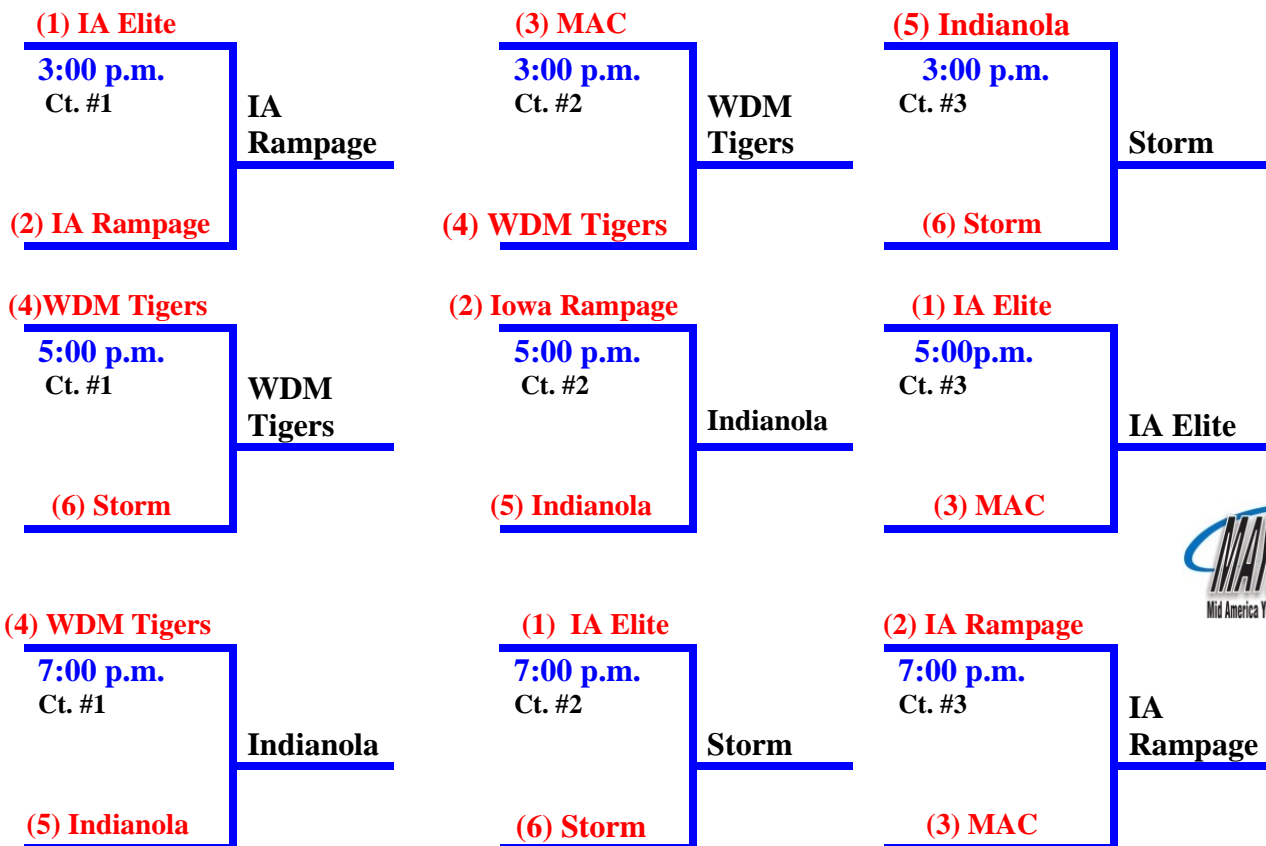 (1) IA Elite
3:00 p.m.
Ct. #1
IA
Rampage
(2) IA Rampage
(3) MAC
3:00 p.m.
Ct. #2
WDM
Tigers
(4) WDM Tigers
(5) Indianola
3:00 p.m.
Ct. #3
Storm
(6) Storm
(4)WDM Tigers
5:00 p.m.
Ct. #1
WDM
Tigers
(6) Storm
(2) Iowa Rampage
5:00 p.m.
Ct. #2
Indianola
(5) Indianola
(1) IA Elite
5:00p.m.
Ct. #3
IA Elite
(3) MAC
Mid America Y
(4) WDM Tigers
7:00 p.m.
Ct. #1
Indianola
(5) Indianola
(1) IA Elite
7:00 p.m.
Ct. #2
Storm
(6) Storm
(2) IA Rampage
7:00 p.m.
Ct. #3
IA
Rampage
(3) MAC